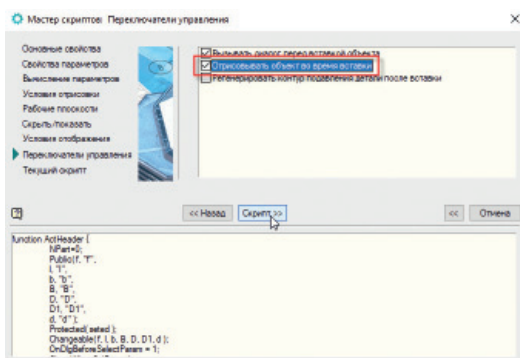 Мастер скриптов: Переключатели управления
Основные свойства
Свойства параметров
Вычисление параметров
Условия отрисовки
Рабочие плоскости
Скрыть/показать
Условия отображения
Переключатели управления
Текущий скрипт
Вызывать диалог перед вставкой объекта
Отрисовывать объект во время вставки
Регенерировать контур подавления детали после вставки
<< Назад
Скрипт >>
<<
Отмена
function ActHeader {
NPart=0;
Public(f, "f",
l, "l",
b, "b",
B, "B",
D, "D",
D1, "D1",
d, "d" );
Protected( seted );
Changeable(f, l, b, B, D, D1, d );
OnDlgBeforeSelectParam = 1;